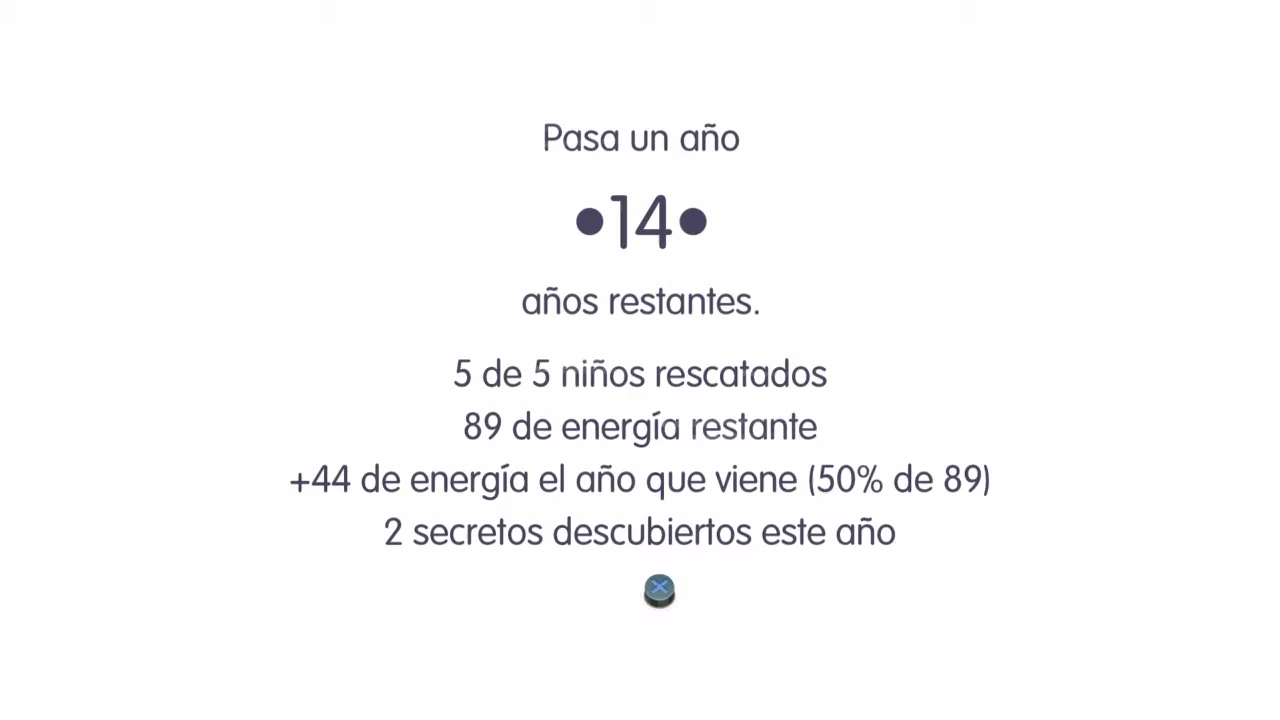 Pasa un año
•14•
años restantes.
5 de 5 niños rescatados
89 de energía restante
+44 de energía el año que viene (50% de 89)
2 secretos descubiertos este año